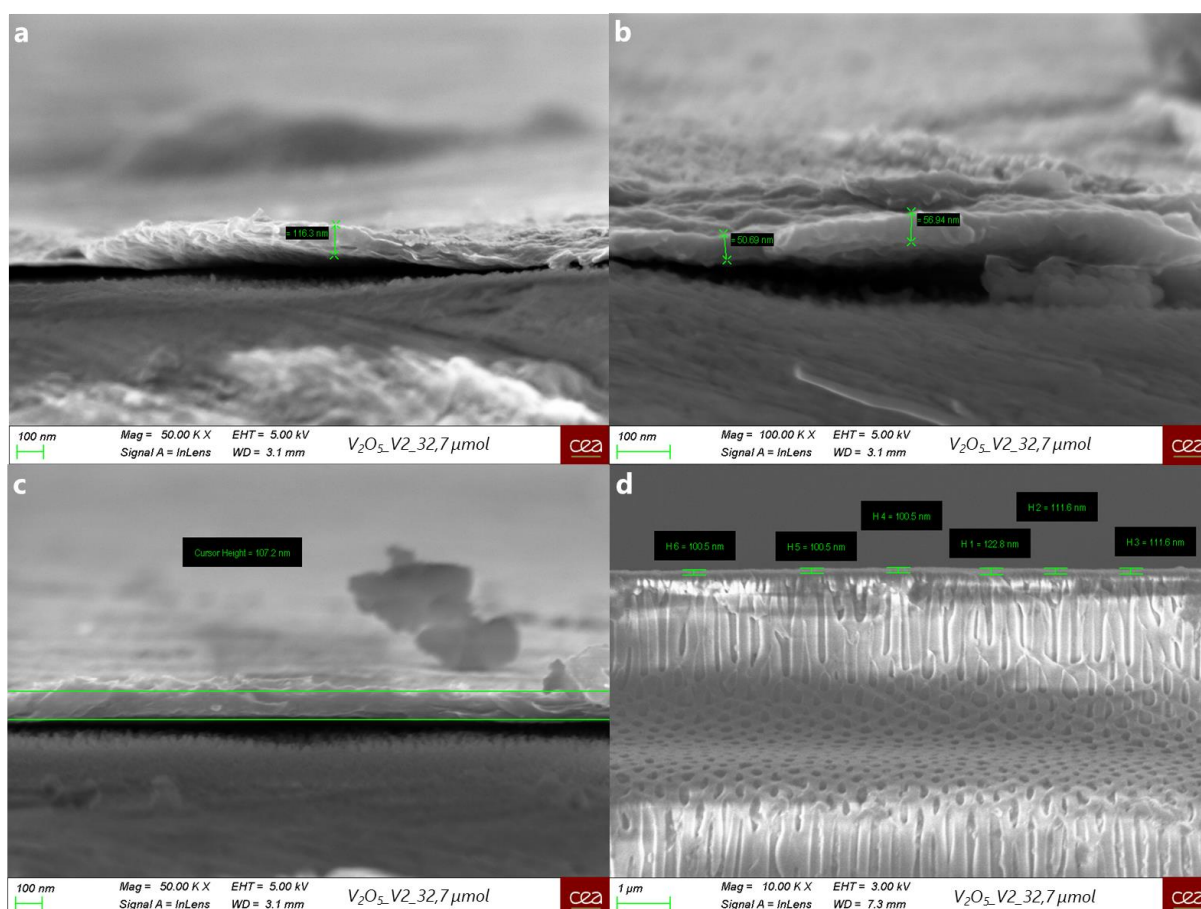 a
= 116.3 nm
100 nm
Mag = 50.00 K X EHT = 5.00 kV
Signal A = InLens WD = 3.1 mm
V₂O₅_V2_32,7 µmol
cea
b
= 56.94 nm
= 50.69 nm
100 nm
Mag = 100.00 K X EHT = 5.00 kV
Signal A = InLens WD = 3.1 mm
V₂O₅_V2_32,7 µmol
cea
c
Cursor Height = 107.2 nm
100 nm
Mag = 50.00 K X EHT = 5.00 kV
Signal A = InLens WD = 3.1 mm
V₂O₅_V2_32,7 µmol
cea
d
H 2 = 111.6 nm
H 4 = 100.5 nm
H 6 = 100.5 nm
H 5 = 100.5 nm
H 1 = 122.8 nm
H 3 = 111.6 nm
1 µm
Mag = 10.00 K X EHT = 3.00 kV
Signal A = InLens WD = 7.3 mm
V₂O₅_V2_32,7 µmol
cea